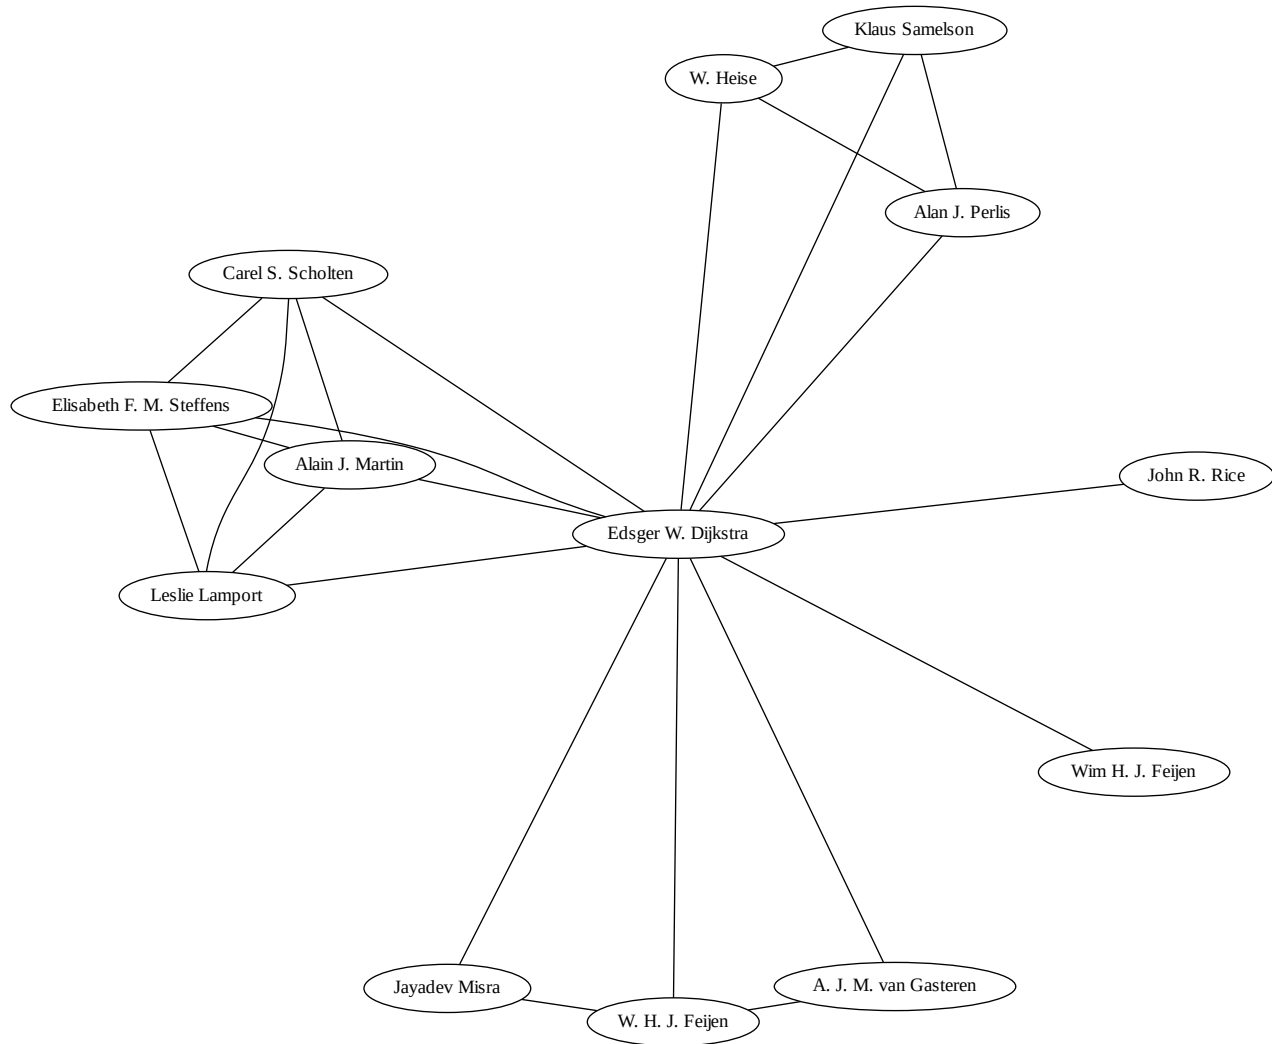 Klaus Samelson
W. Heise
Alan J. Perlis
Carel S. Scholten
Elisabeth F. M. Steffens
Alain J. Martin
John R. Rice
Edsger W. Dijkstra
Leslie Lamport
Wim H. J. Feijen
Jayadev Misra
A. J. M. van Gasteren
W. H. J. Feijen